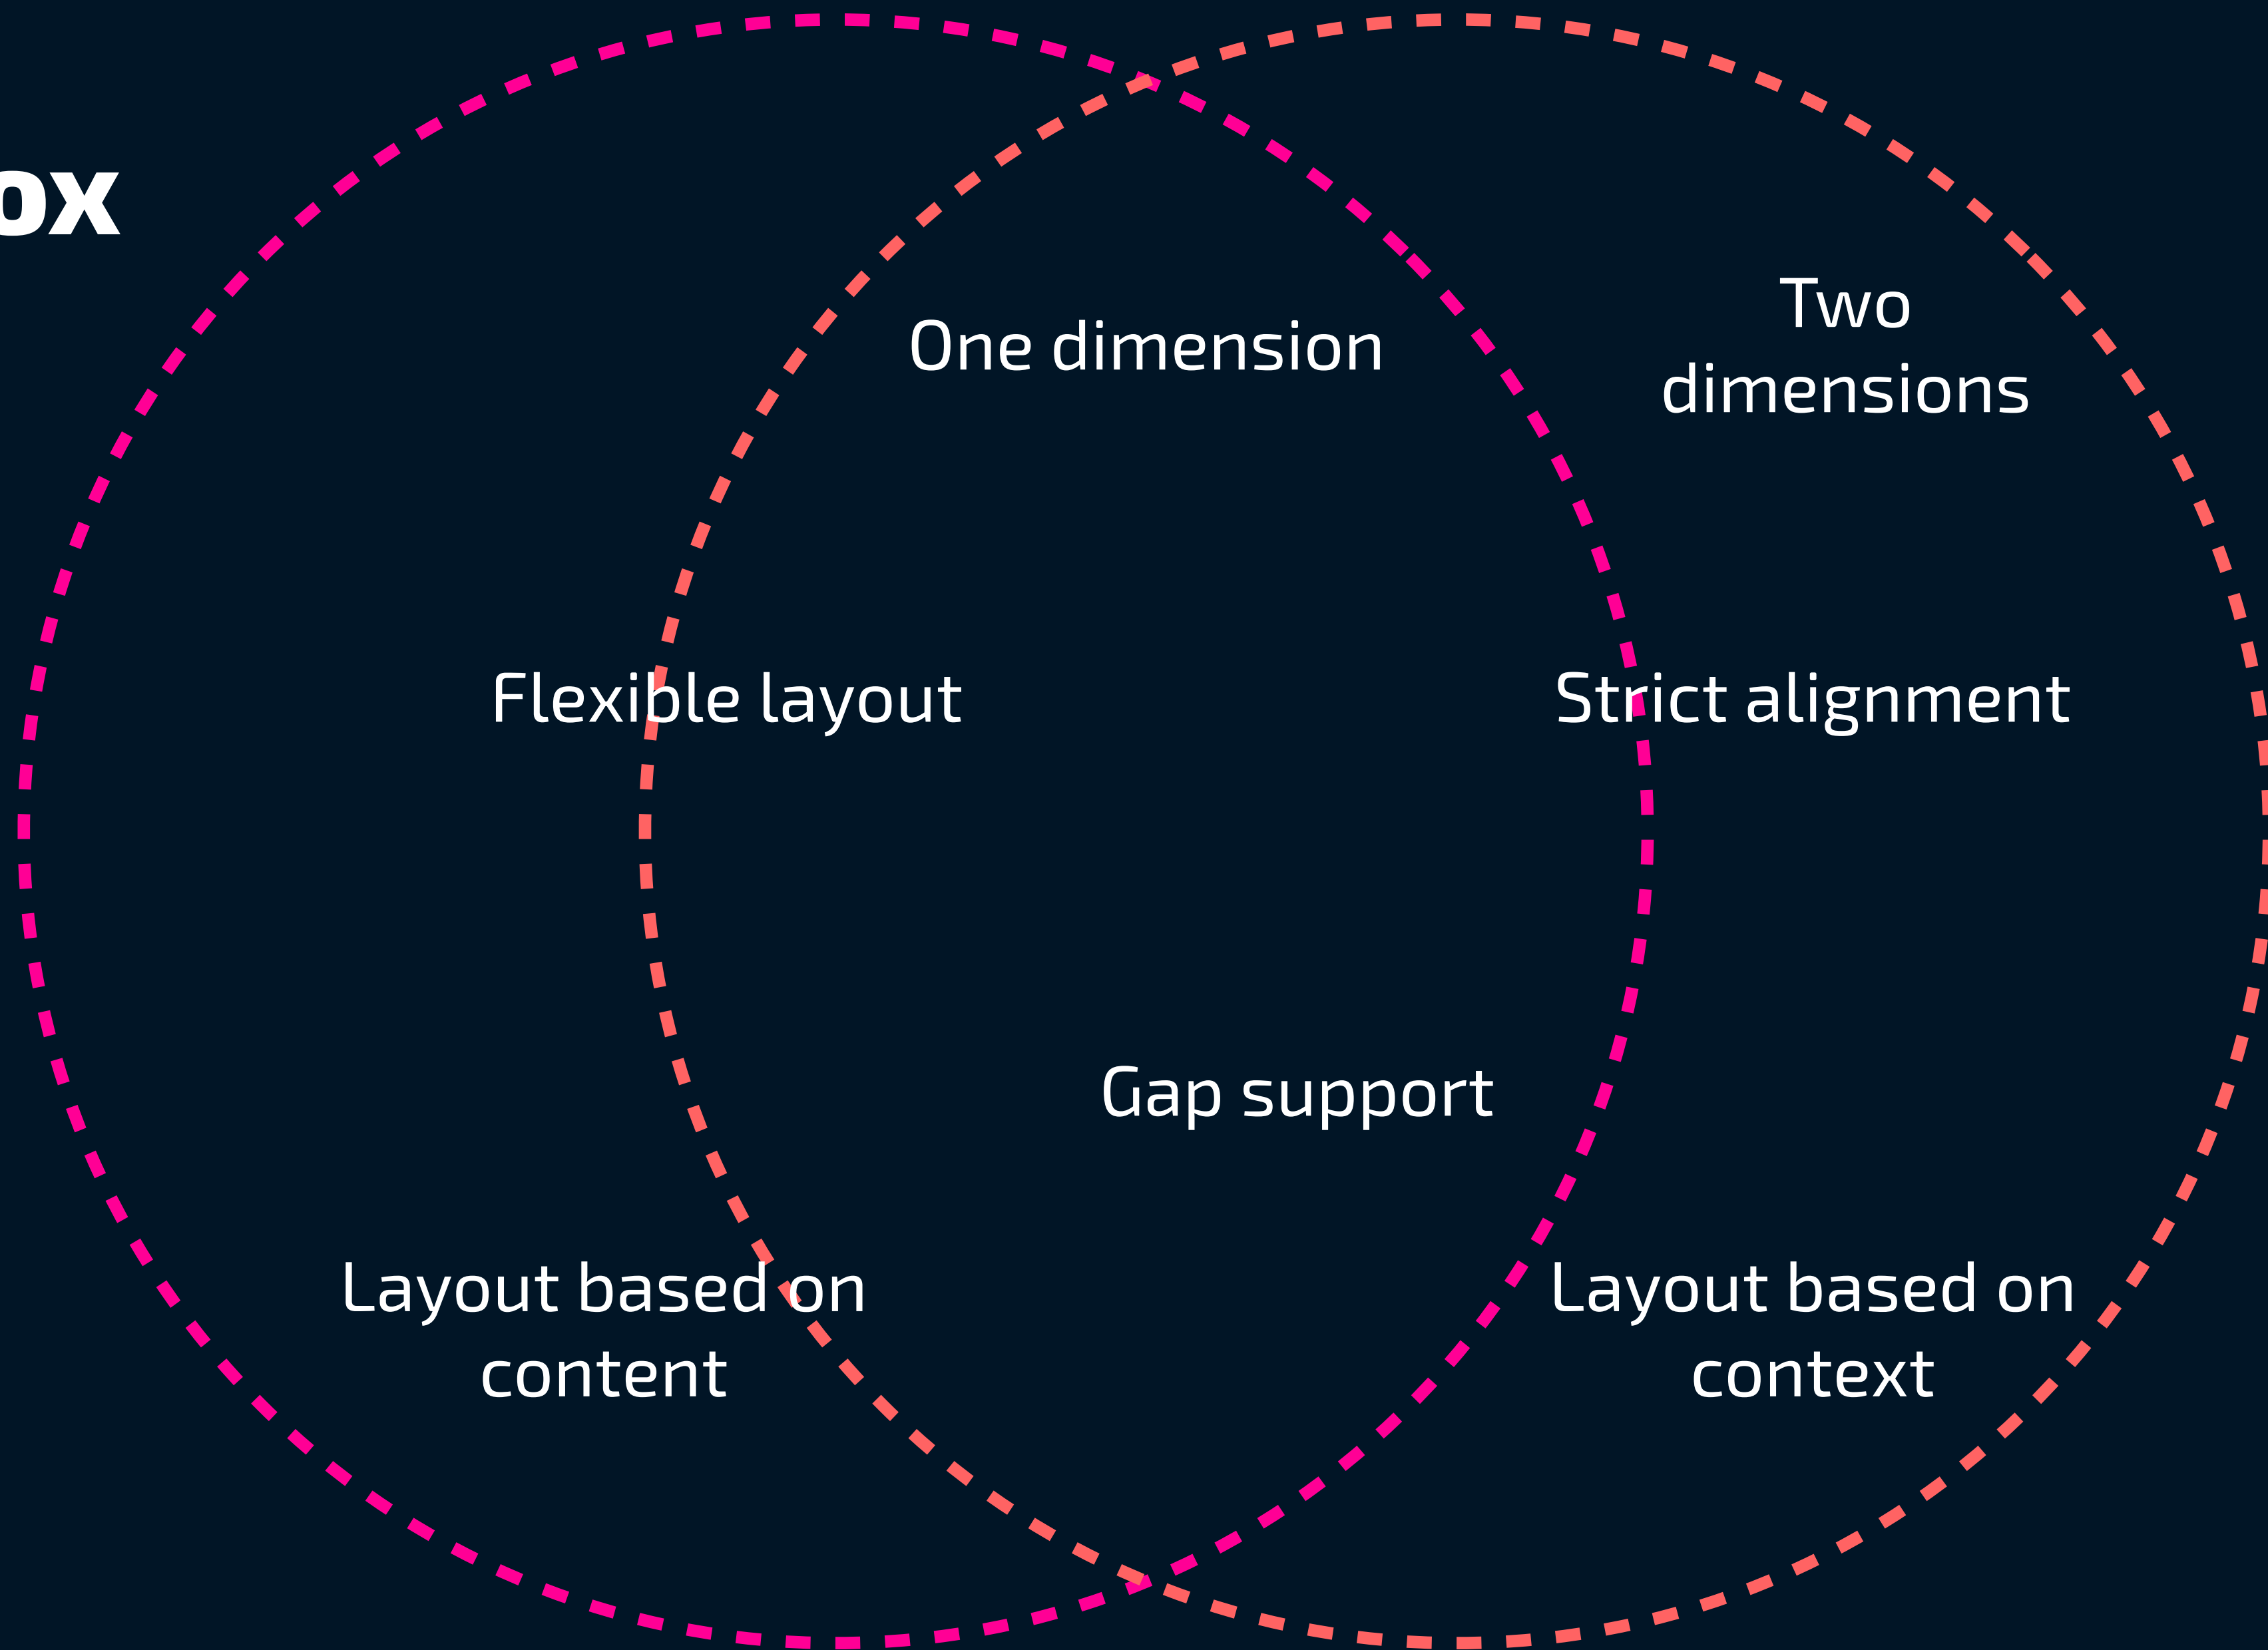 ox
One dimension
Two
dimensions
Flexible layout
Strict alignment
Gap support
Layout based on
content
Layout based on
context